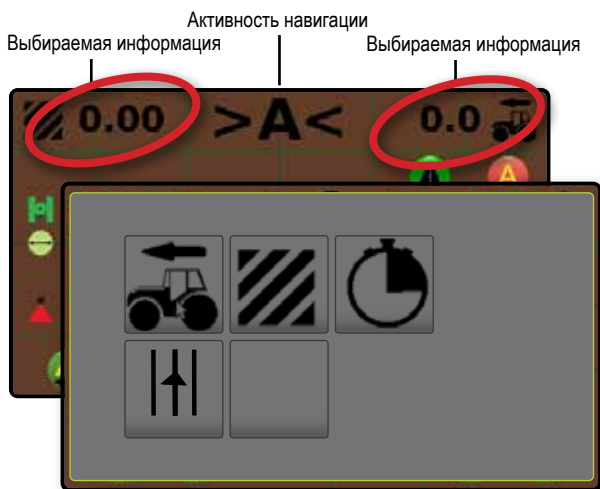 Активность навигации
Выбираемая информация
Выбираемая информация
0.00 >A< 0.0
A